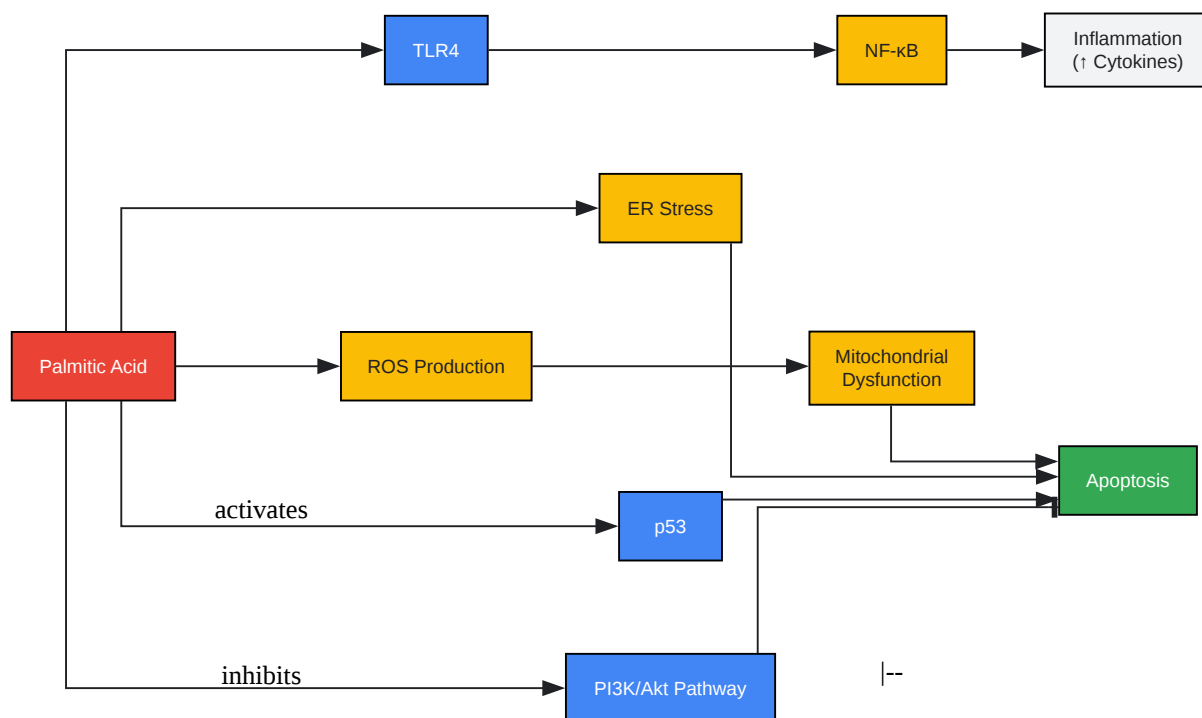 TLR4
NF-κB
Inflammation
(↑ Cytokines)
ER Stress
Palmitic Acid
ROS Production
Mitochondrial
Dysfunction
Apoptosis
activates
p53
inhibits
PI3K/Akt Pathway
|--